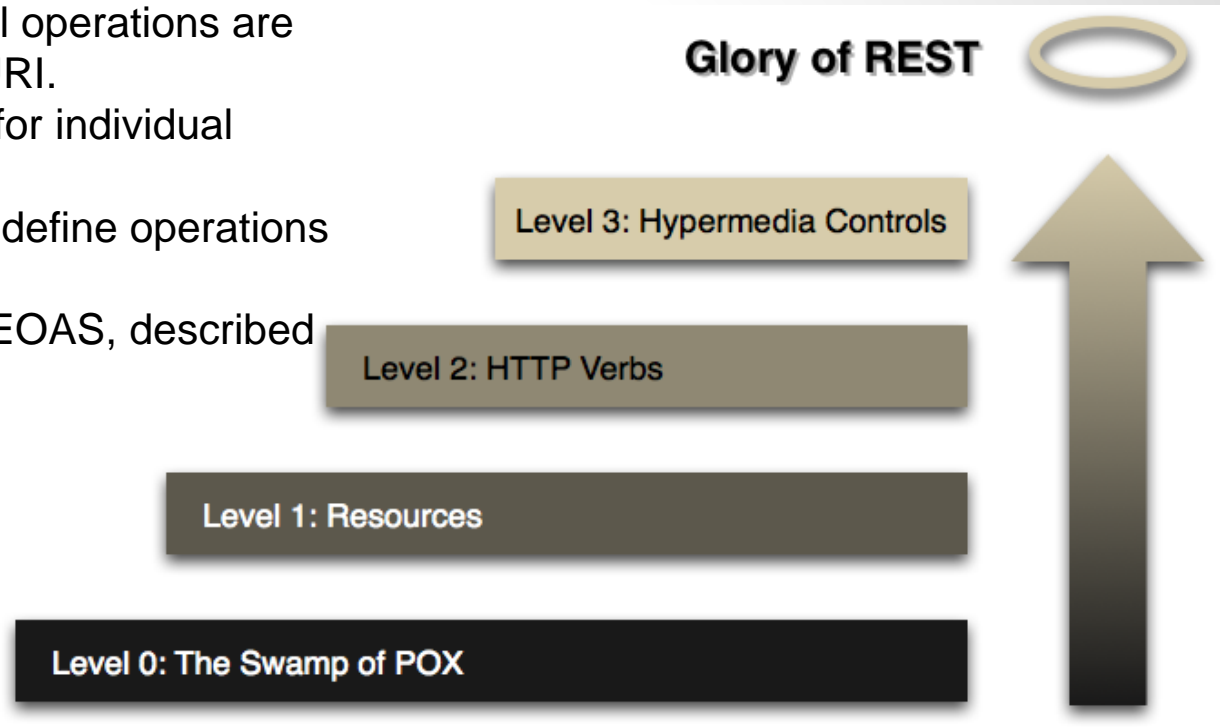 l operations are
RI.
for individual
define operations
EOAS, described
Glory of REST
Level 3: Hypermedia Controls
Level 2: HTTP Verbs
Level 1: Resources
Level 0: The Swamp of POX